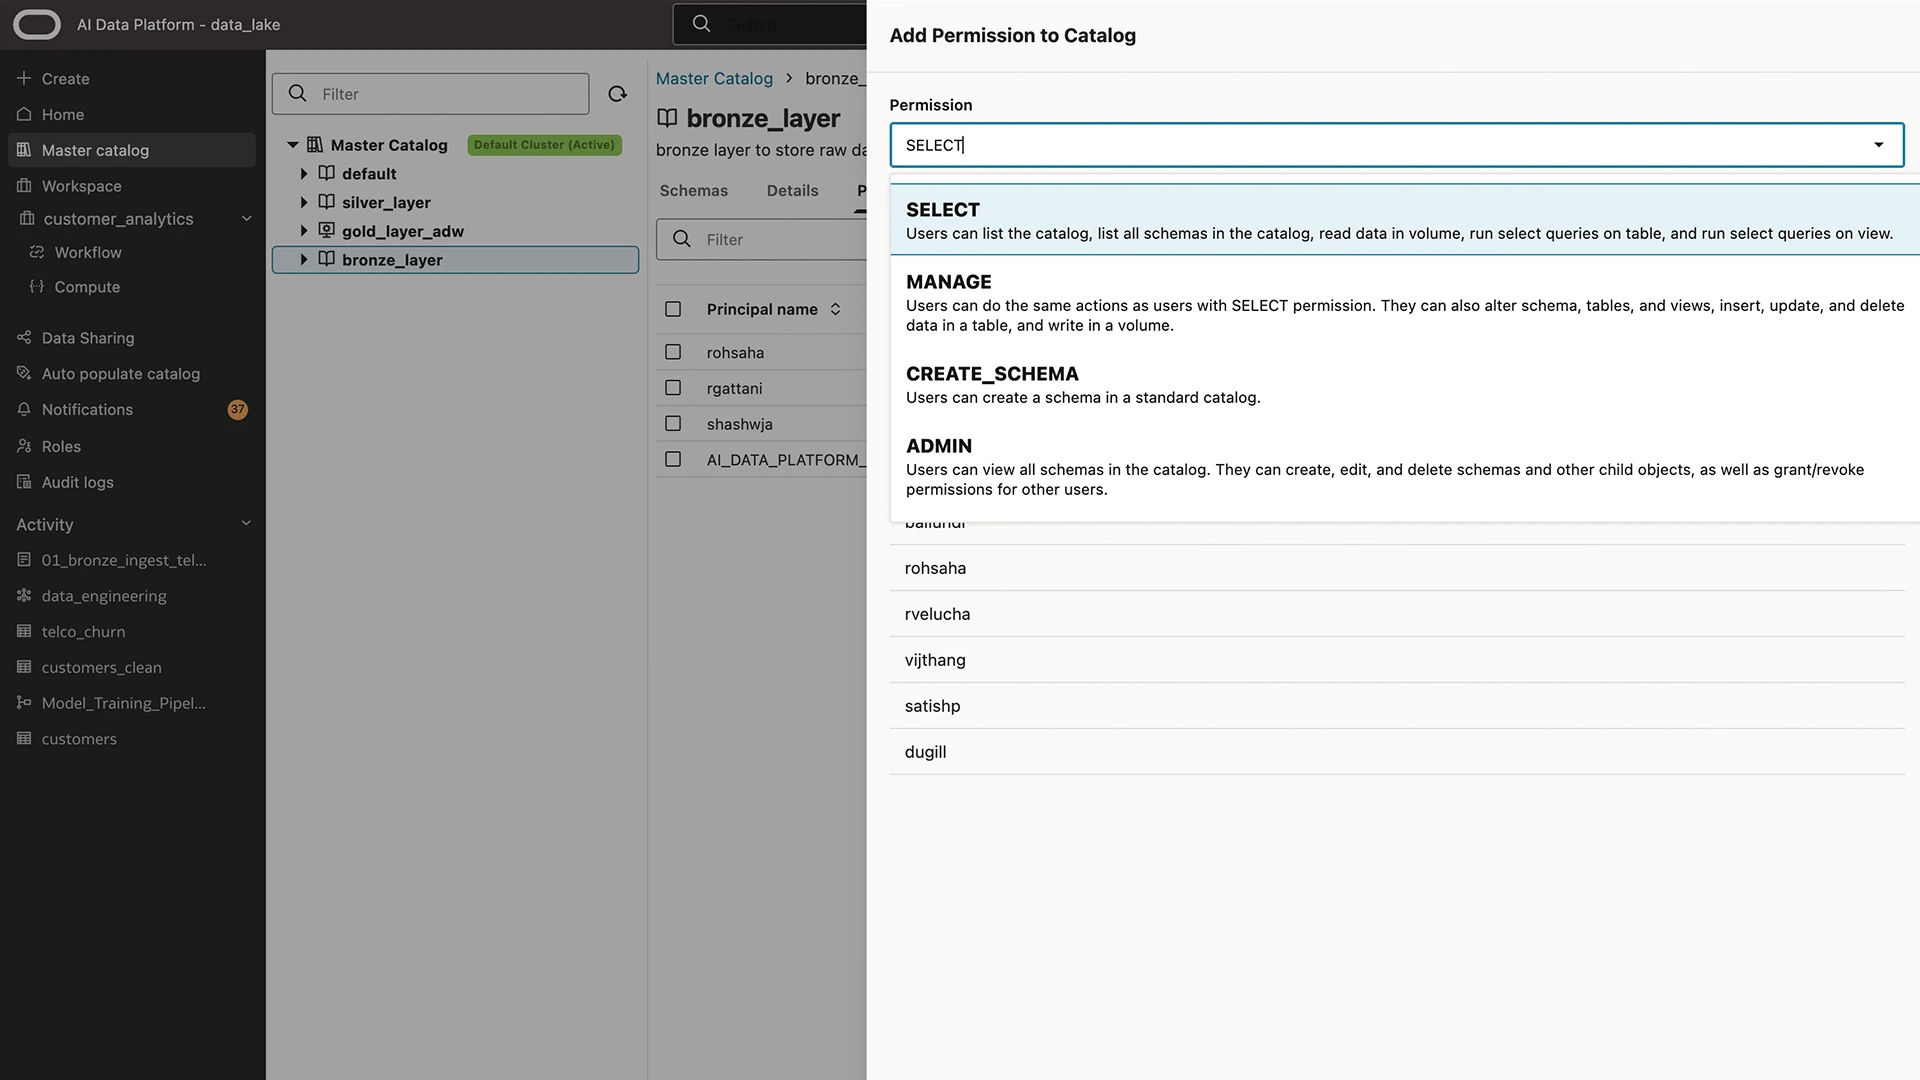 AI Data Platform - data_lake
Search
Create
Home
Master catalog
Workspace
customer_analytics
Workflow
Compute
Data Sharing
Auto populate catalog
Notifications
37
Roles
Audit logs
Activity
01_bronze_ingest_tel...
data_engineering
telco_churn
customers_clean
Model_Training_Pipel...
customers
Filter
Master Catalog
Default Cluster (Active)
default
silver_layer
gold_layer_adw
bronze_layer
Master Catalog > bronze_
bronze_layer
bronze layer to store raw da
Schemas Details P
Filter
Principal name
rohsaha
rgattani
shashwja
AI_DATA_PLATFORM_
Add Permission to Catalog
Permission
SELECT
SELECT
Users can list the catalog, list all schemas in the catalog, read data in volume, run select queries on table, and run select queries on view.
MANAGE
Users can do the same actions as users with SELECT permission. They can also alter schema, tables, and views, insert, update, and delete
data in a table, and write in a volume.
CREATE_SCHEMA
Users can create a schema in a standard catalog.
ADMIN
Users can view all schemas in the catalog. They can create, edit, and delete schemas and other child objects, as well as grant/revoke
permissions for other users.
rohsaha
rvelucha
vijthang
satishp
dugill